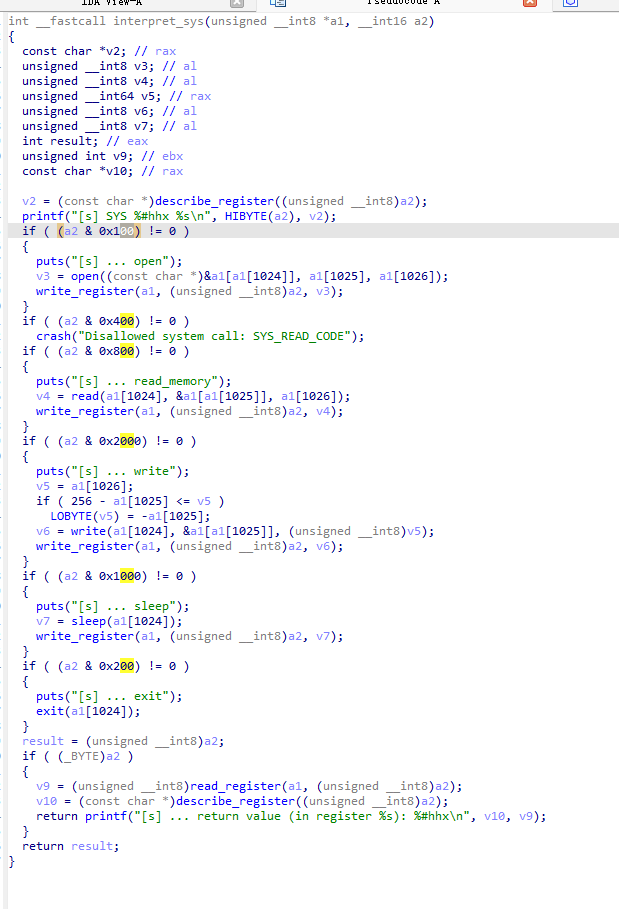 IDA View-A
Pseudocode A
int __fastcall interpret_sys(unsigned __int8 *a1, __int16 a2)
{
  const char *v2; // rax
  unsigned __int8 v3; // al
  unsigned __int8 v4; // al
  unsigned __int64 v5; // rax
  unsigned __int8 v6; // al
  unsigned __int8 v7; // al
  int result; // eax
  unsigned int v9; // ebx
  const char *v10; // rax

  v2 = (const char *)describe_register((unsigned __int8)a2);
  printf("[s] SYS %#hhx %s\n", HIBYTE(a2), v2);
  if ( (a2 & 0x100) != 0 )
  {
    puts("[s] ... open");
    v3 = open((const char *)&a1[a1[1024]], a1[1025], a1[1026]);
    write_register(a1, (unsigned __int8)a2, v3);
  }
  if ( (a2 & 0x400) != 0 )
    crash("Disallowed system call: SYS_READ_CODE");
  if ( (a2 & 0x800) != 0 )
  {
    puts("[s] ... read_memory");
    v4 = read(a1[1024], &a1[a1[1025]], a1[1026]);
    write_register(a1, (unsigned __int8)a2, v4);
  }
  if ( (a2 & 0x2000) != 0 )
  {
    puts("[s] ... write");
    v5 = a1[1026];
    if ( 256 - a1[1025] <= v5 )
      LOBYTE(v5) = -a1[1025];
    v6 = write(a1[1024], &a1[a1[1025]], (unsigned __int8)v5);
    write_register(a1, (unsigned __int8)a2, v6);
  }
  if ( (a2 & 0x1000) != 0 )
  {
    puts("[s] ... sleep");
    v7 = sleep(a1[1024]);
    write_register(a1, (unsigned __int8)a2, v7);
  }
  if ( (a2 & 0x200) != 0 )
  {
    puts("[s] ... exit");
    exit(a1[1024]);
  }
  result = (unsigned __int8)a2;
  if ( (_BYTE)a2 )
  {
    v9 = (unsigned __int8)read_register(a1, (unsigned __int8)a2);
    v10 = (const char *)describe_register((unsigned __int8)a2);
    return printf("[s] ... return value (in register %s): %#hhx\n", v10, v9);
  }
  return result;
}